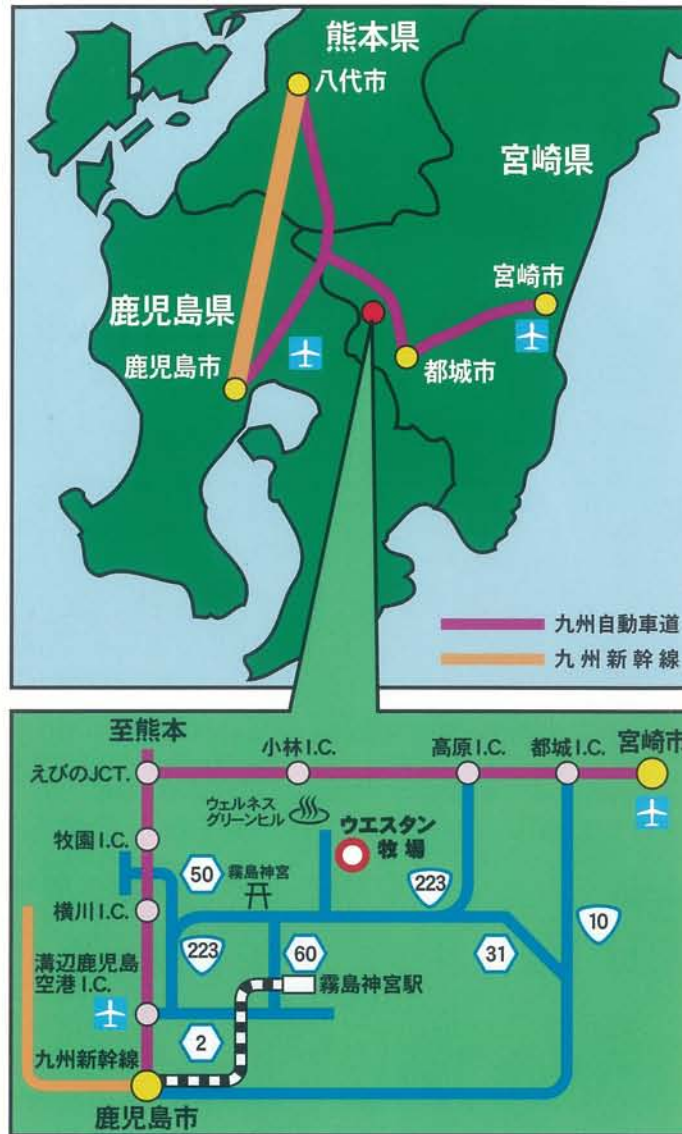 熊本県
八代市
宮崎県
宮崎市
鹿児島県
鹿児島市
都城市
九州自動車道
九州新幹線
至熊本
小林I.C.
高原I.C.
都城I.C.
宮崎市
えびのJCT.
ウェルネス
グリーンヒル
ウエスタン
牧場
牧園I.C.
50
霧島神宮
223
横川I.C.
10
223
60
31
溝辺鹿児島
空港I.C.
霧島神宮駅
2
九州新幹線
鹿児島市